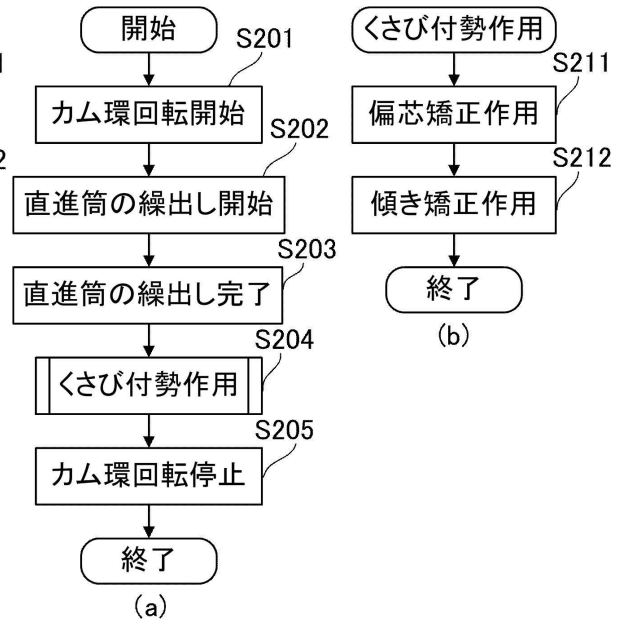 開始
S201
カム環回転開始
S202
直進筒の繰出し開始
S203
直進筒の繰出し完了
S204
くさび付勢作用
S205
カム環回転停止
終了
(a)
くさび付勢作用
S211
偏芯矯正作用
S212
傾き矯正作用
終了
(b)
1
2